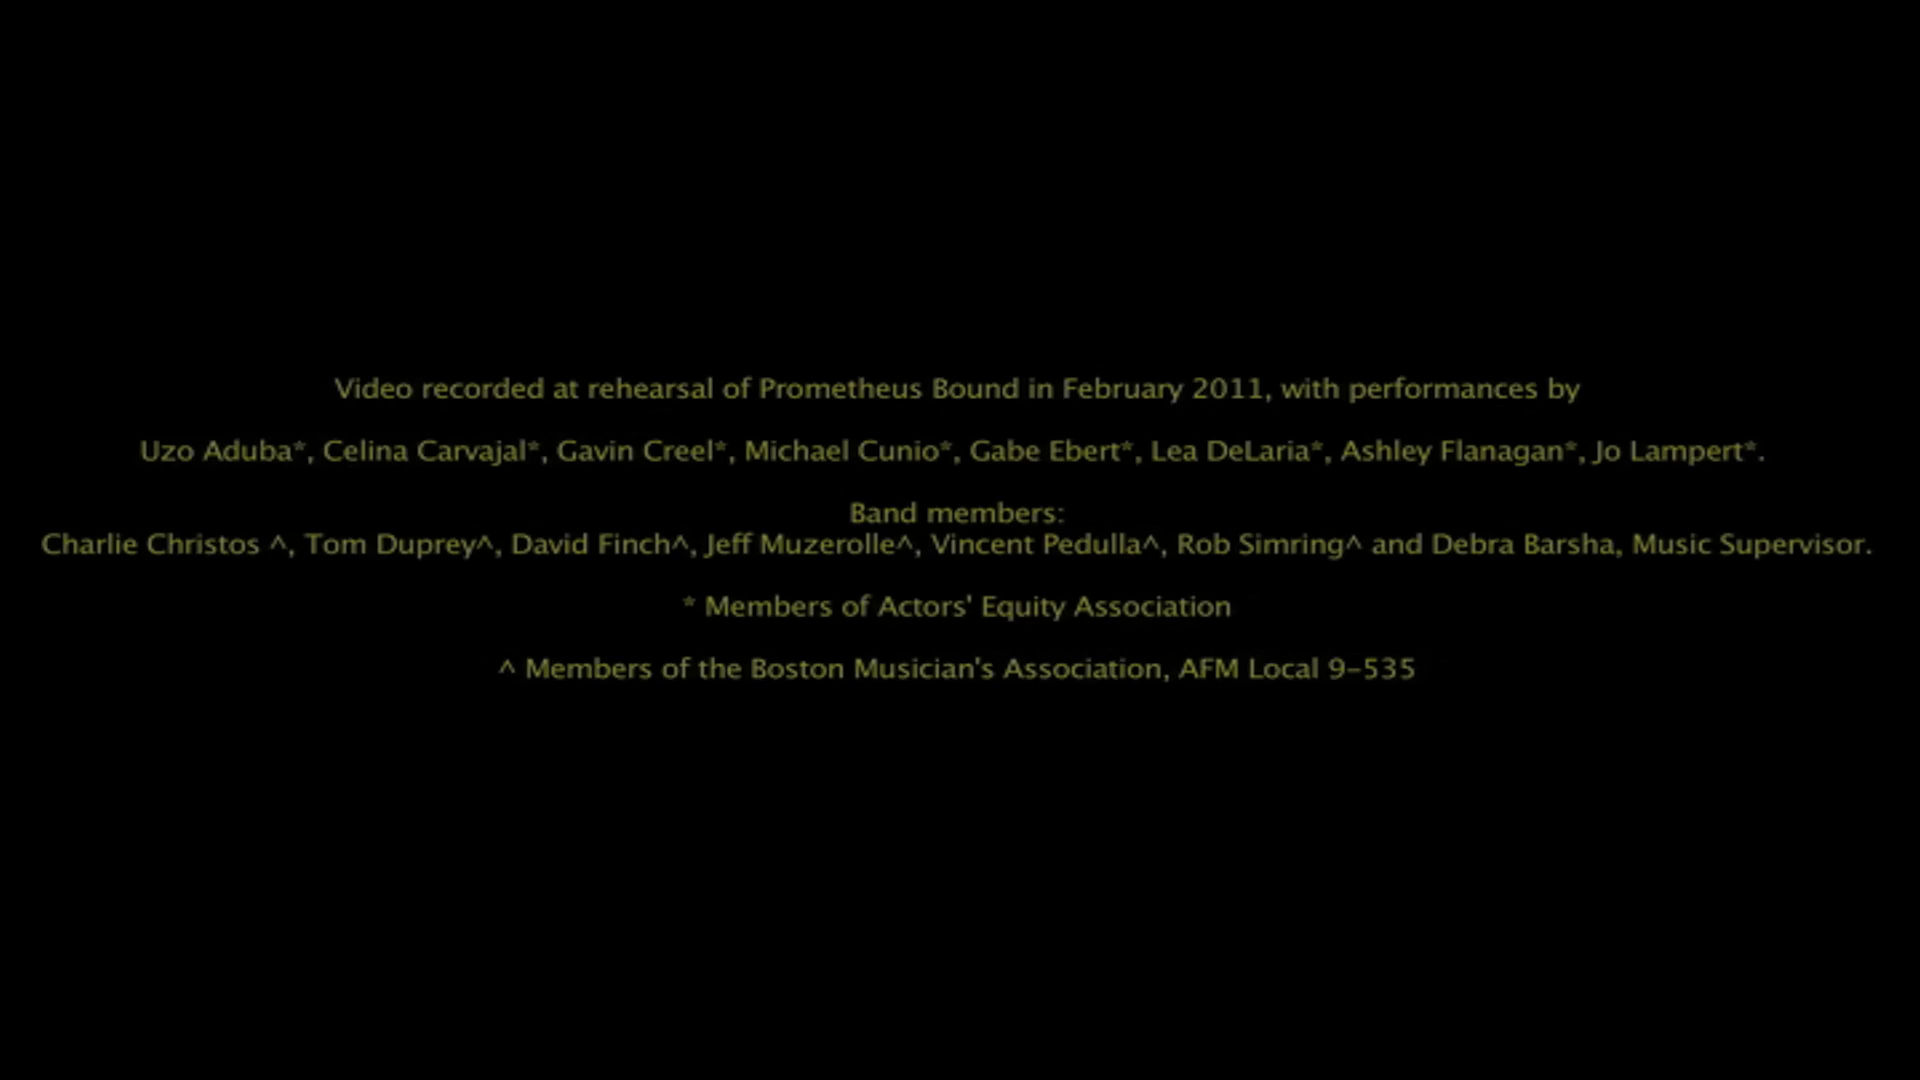 Video recorded at rehearsal of Prometheus Bound in February 2011, with performances by
Uzo Aduba*, Celina Carvajal*, Gavin Creel*, Michael Cunio*, Gabe Ebert*, Lea DeLaria*, Ashley Flanagan*, Jo Lampert*.
Band members:
Charlie Christos ^, Tom Duprey^, David Finch^, Jeff Muzerolle^, Vincent Pedulla^, Rob Simring^ and Debra Barsha, Music Supervisor.
* Members of Actors' Equity Association
^ Members of the Boston Musician's Association, AFM Local 9-535